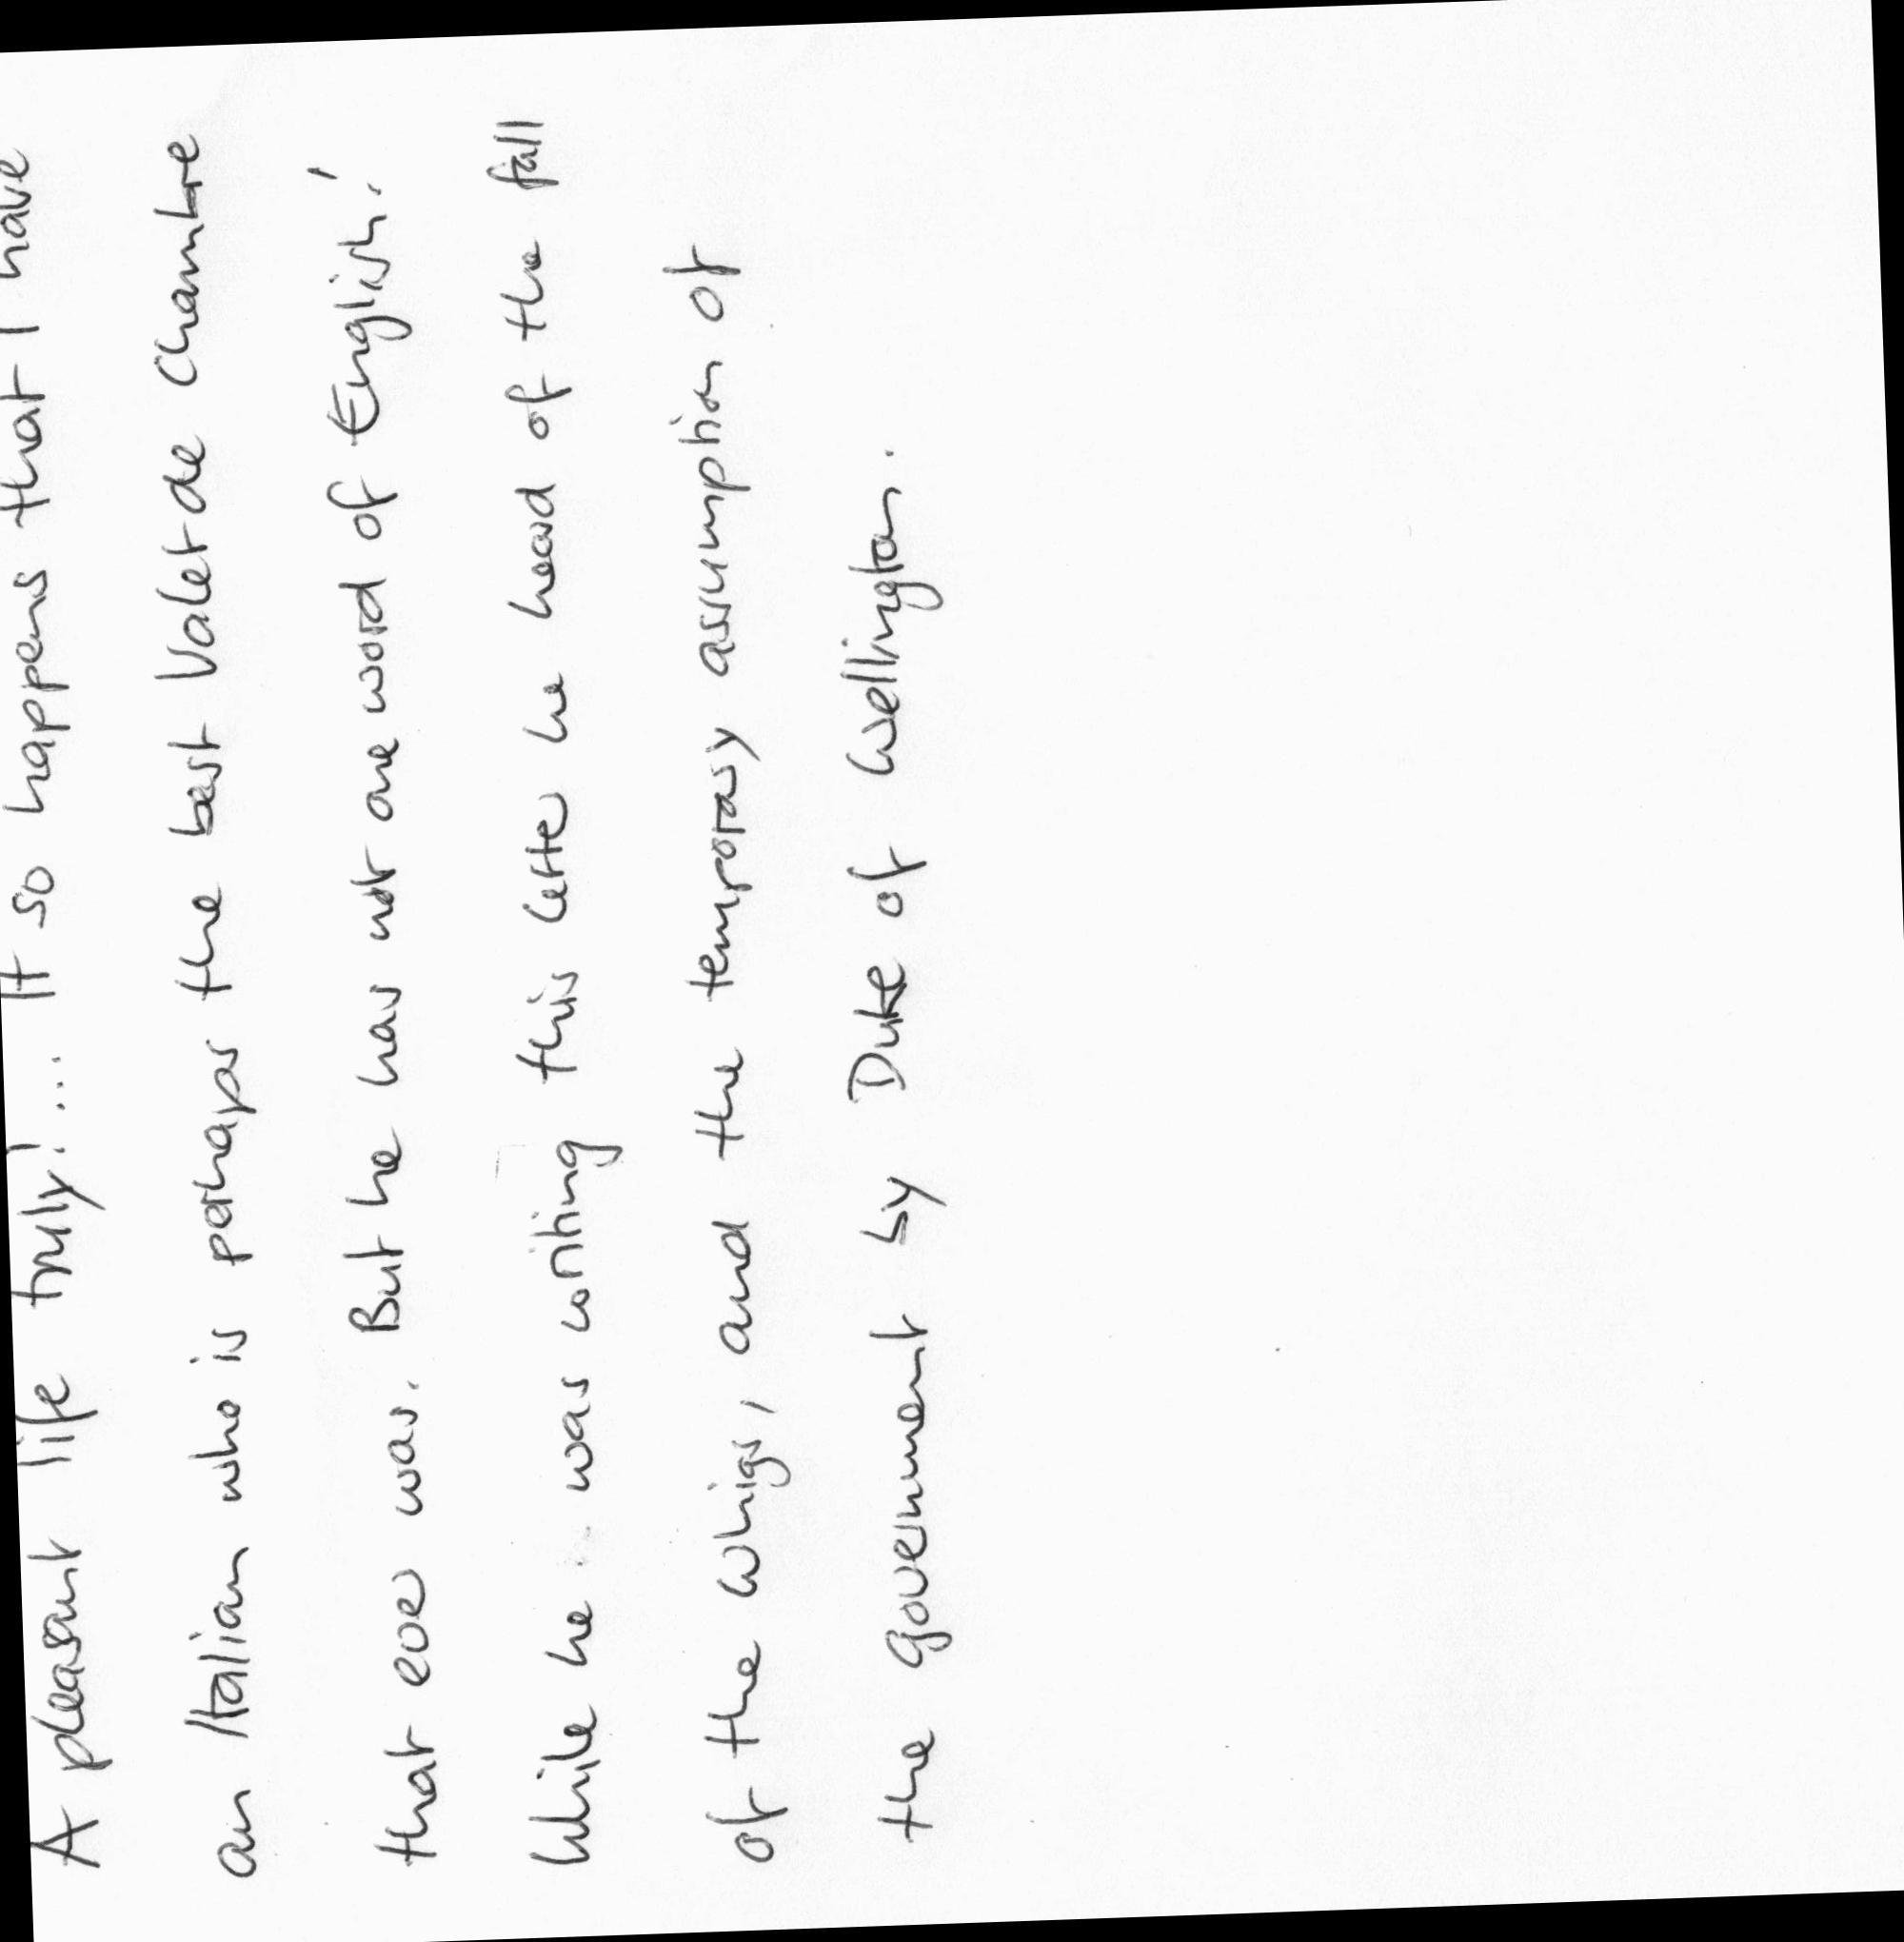 A pleasant life truly!... It so happens that I have
an Italian who is perhaps the best Valet de Chambre
that ever was. But he has not one word of English!
While he was writing this letter he heard of the fall
of the Whigs, and the temporary assumption of
the Government by Duke of Wellington.